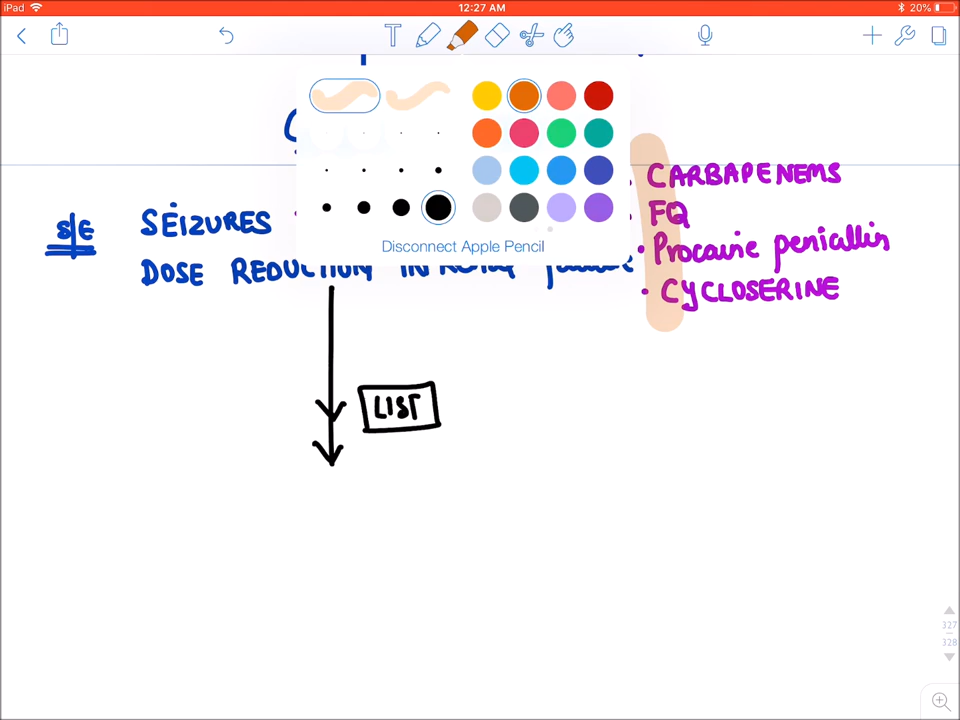 iPad 12:27 AM 20%
T
CARBAPENEMS
S/E SEIZURES
FQ
Procaine penicillin
Disconnect Apple Pencil
DOSE REDUCTION IN
CYCLOSERINE
LIST
327
328